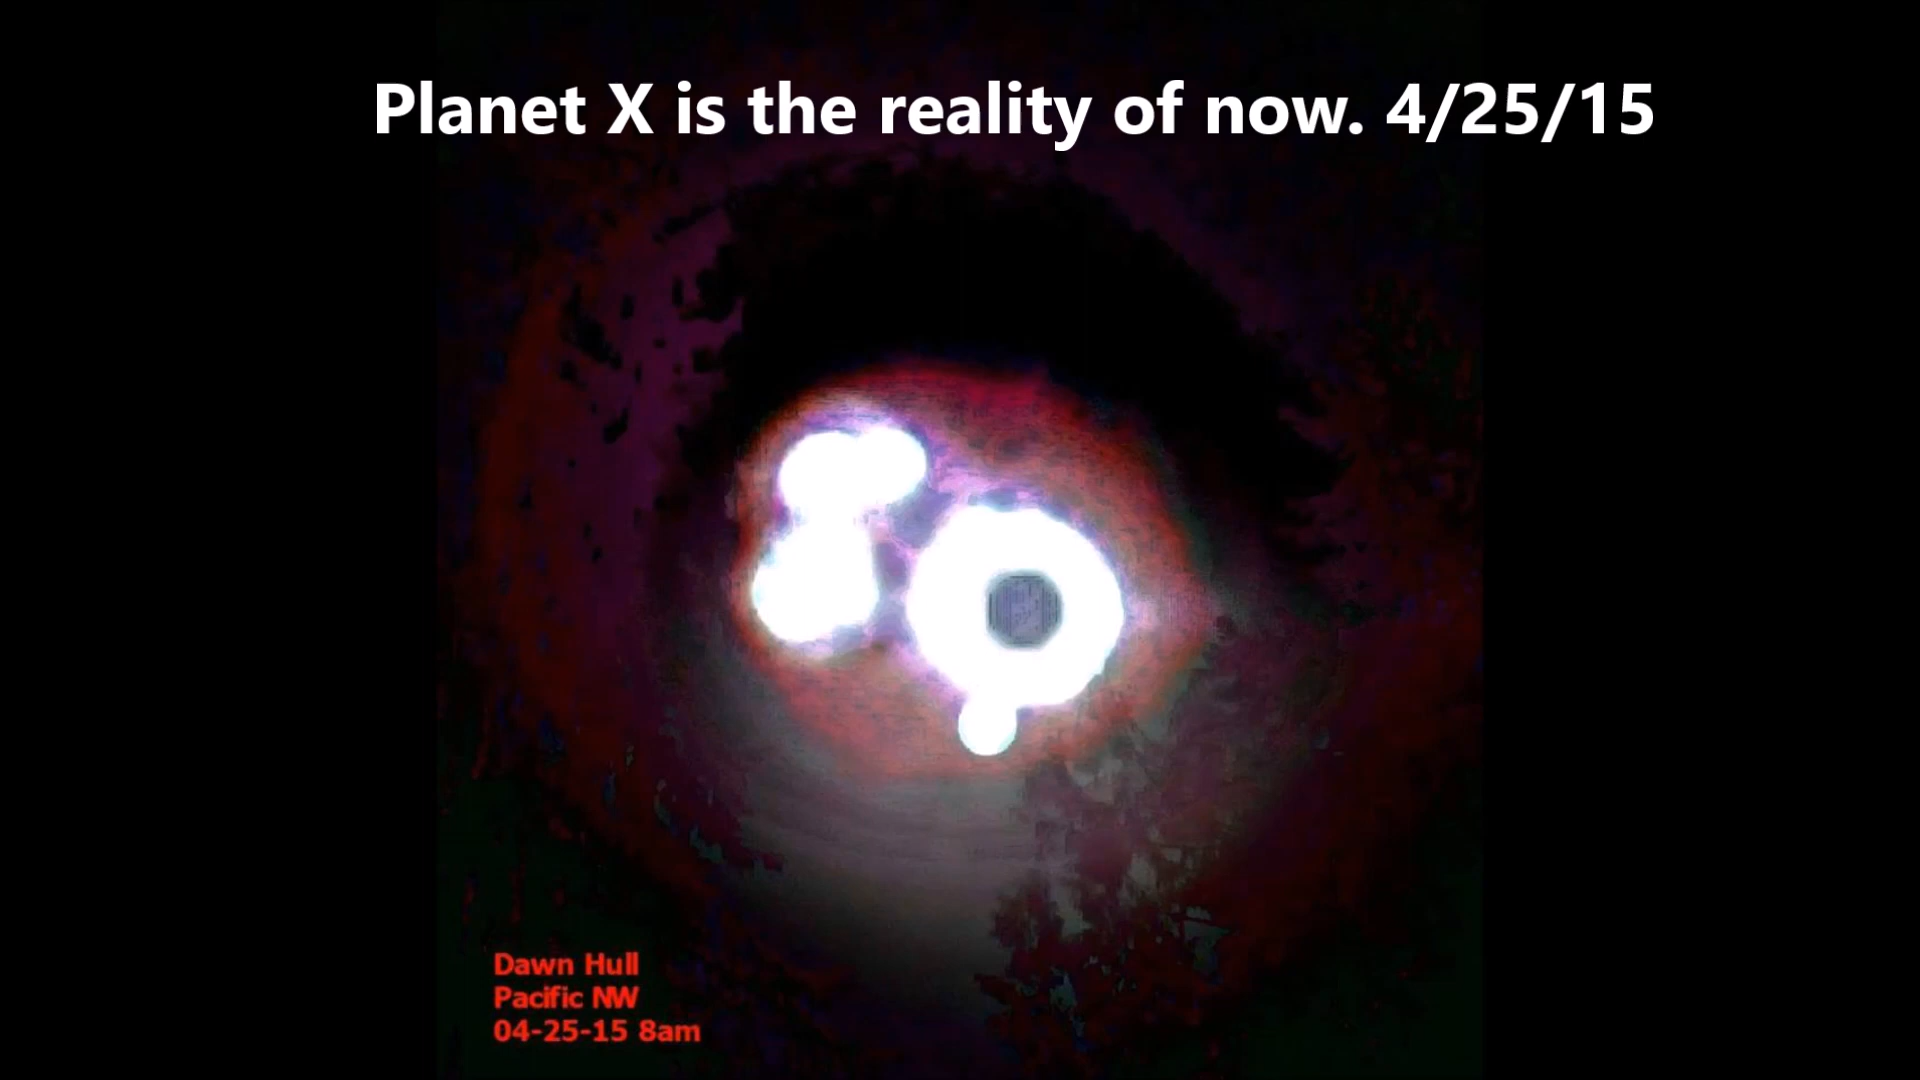 Planet X is the reality of now. 4/25/15
Dawn Hull
Pacific NW
04-25-15 8am